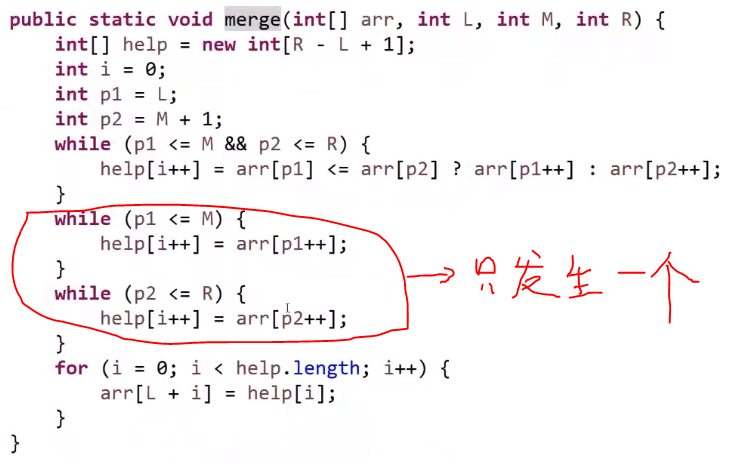 public static void merge(int[] arr, int L, int M, int R) {
    int[] help = new int[R - L + 1];
    int i = 0;
    int p1 = L;
    int p2 = M + 1;
    while (p1 <= M && p2 <= R) {
        help[i++] = arr[p1] <= arr[p2] ? arr[p1++] : arr[p2++];
    }
    while (p1 <= M) {
        help[i++] = arr[p1++];
    }
    while (p2 <= R) {
        help[i++] = arr[p2++];
    }
只发生一个
    for (i = 0; i < help.length; i++) {
        arr[L + i] = help[i];
    }
}